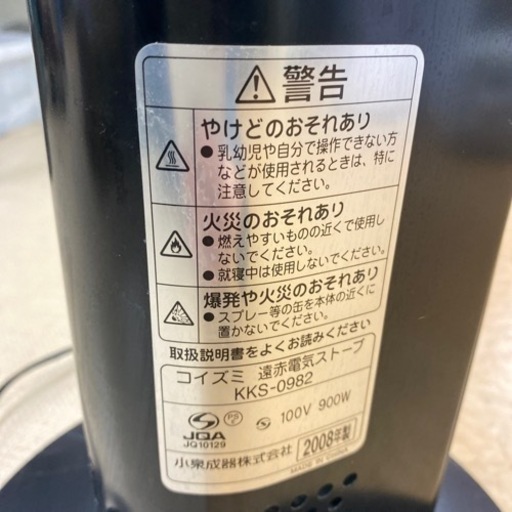 警告
やけどのおそれあり
●乳幼児や自分で操作できない方
などが使用されるときは、特に
注意してください。
火災のおそれあり
●燃えやすいものの近くで使用し
ないでください。
●就寝中は使用しないでください。
爆発や火災のおそれあり
●スプレー等の缶を本体の近くに
置かないでください。
取扱説明書をよくお読みください
コイズミ 遠赤電気ストーブ
KKS-0982
PS E 100V 900W
JQA
JQ10129
小泉成器株式会社 2008年製
MADE IN CHINA